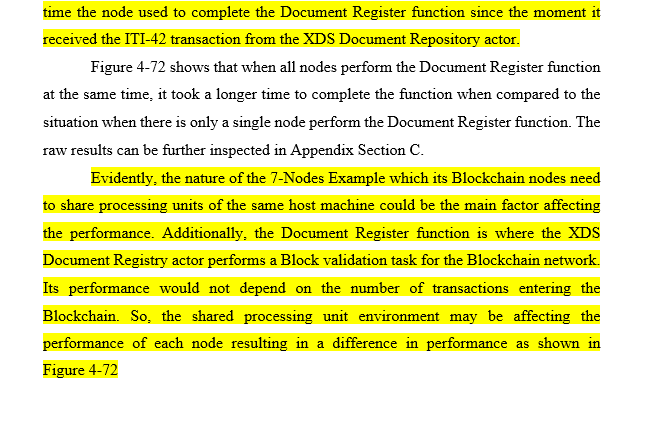 time the node used to complete the Document Register function since the moment it
received the ITI-42 transaction from the XDS Document Repository actor.
Figure 4-72 shows that when all nodes perform the Document Register function
at the same time, it took a longer time to complete the function when compared to the
situation when there is only a single node perform the Document Register function. The
raw results can be further inspected in Appendix Section C.
Evidently, the nature of the 7-Nodes Example which its Blockchain nodes need
to share processing units of the same host machine could be the main factor affecting
the performance. Additionally, the Document Register function is where the XDS
Document Registry actor performs a Block validation task for the Blockchain network.
Its performance would not depend on the number of transactions entering the
Blockchain. So, the shared processing unit environment may be affecting the
performance of each node resulting in a difference in performance as shown in
Figure 4-72